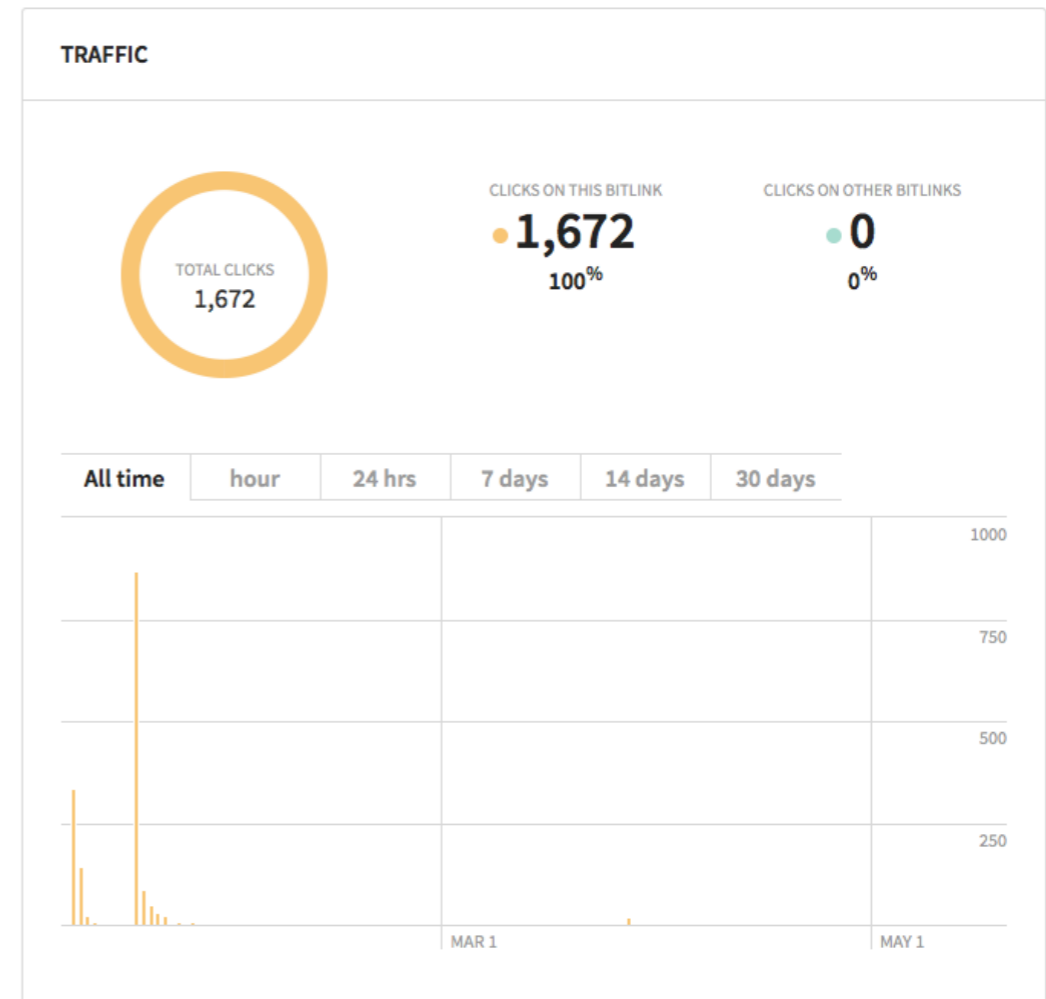 TRAFFIC
CLICKS ON THIS BITLINK
1,672
100%
CLICKS ON OTHER BITLINKS
0
0%
TOTAL CLICKS
1,672
All time
hour
24 hrs
7 days
14 days
30 days
1000
750
500
250
MAR 1
MAY 1